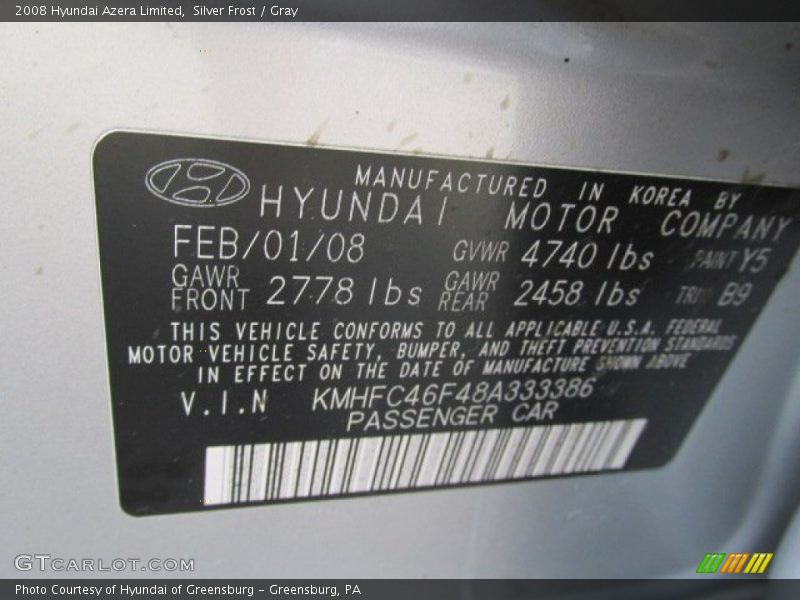 2008 Hyundai Azera Limited, Silver Frost / Gray
MANUFACTURED IN KOREA BY
HYUNDAI MOTOR COMPANY
FEB/01/08 GVWR 4740 lbs PAINT Y5
GAWR FRONT 2778 lbs GAWR REAR 2458 lbs TRIM B9
THIS VEHICLE CONFORMS TO ALL APPLICABLE U.S.A. FEDERAL
MOTOR VEHICLE SAFETY, BUMPER, AND THEFT PREVENTION STANDARDS
IN EFFECT ON THE DATE OF MANUFACTURE SHOWN ABOVE
V.I.N KMHFC46F48A333386
PASSENGER CAR
GTCARLOT.COM
Photo Courtesy of Hyundai of Greensburg - Greensburg, PA